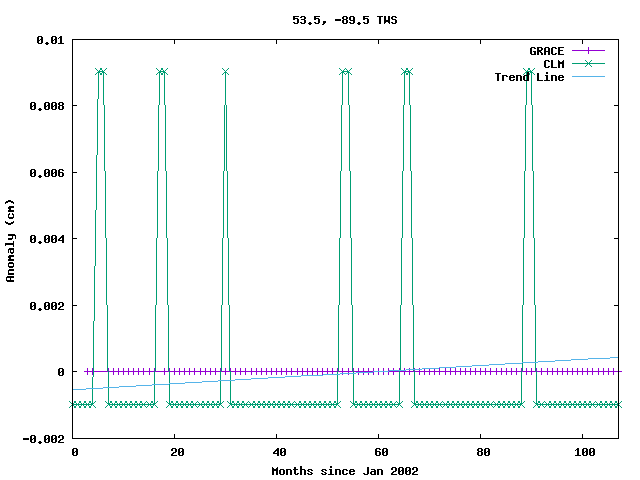 53.5, -89.5 TWS
0.01
0.008
0.006
0.004
0.002
0
-0.002
Anomaly (cm)
GRACE
CLM
Trend Line
0 20 40 60 80 100
Months since Jan 2002